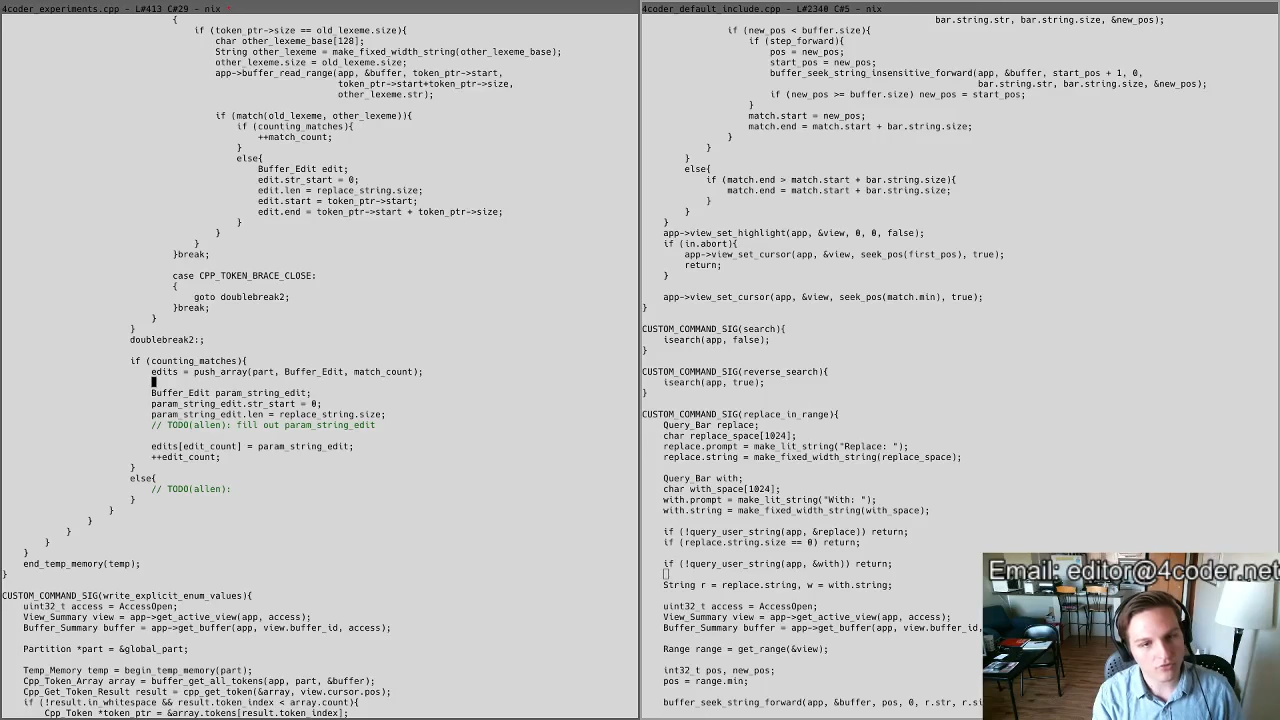 4coder_experiments.cpp - L#413 C#29 - nix *
{
if (token_ptr->size == old_lexeme.size){
char other_lexeme_base[128];
String other_lexeme = make_fixed_width_string(other_lexeme_base);
other_lexeme.size = old_lexeme.size;
app->buffer_read_range(app, &buffer, token_ptr->start,
token_ptr->start+token_ptr->size,
other_lexeme.str);
if (match(old_lexeme, other_lexeme)){
if (counting_matches){
++match_count;
}
else{
Buffer_Edit edit;
edit.str_start = 0;
edit.len = replace_string.size;
edit.start = token_ptr->start;
edit.end = token_ptr->start + token_ptr->size;
}
}
}
}break;
case CPP_TOKEN_BRACE_CLOSE:
{
goto doublebreak2;
}break;
}
}
doublebreak2:;
if (counting_matches){
edits = push_array(part, Buffer_Edit, match_count);
Buffer_Edit param_string_edit;
param_string_edit.str_start = 0;
param_string_edit.len = replace_string.size;
// TODO(allen): fill out param_string_edit
edits[edit_count] = param_string_edit;
++edit_count;
}
else{
// TODO(allen):
}
}
}
}
}
}
end_temp_memory(temp);
}
CUSTOM_COMMAND_SIG(write_explicit_enum_values){
uint32_t access = AccessOpen;
View_Summary view = app->get_active_view(app, access);
Buffer_Summary buffer = app->get_buffer(app, view.buffer_id, access);
Partition *part = &global_part;
Temp_Memory temp = begin_temp_memory(part);
Cpp_Token_Array array = buffer_get_all_tokens(app, part, &buffer);
Cpp_Get_Token_Result result = cpp_get_token(&array, view.cursor.pos);
if (!result.in_whitespace && result.token_index < array.count){
Cpp_Token *token_ptr = &array.tokens[result.token_index];
4coder_default_include.cpp - L#2340 C#5 - nix
bar.string.str, bar.string.size, &new_pos);
if (new_pos < buffer.size){
if (step_forward){
pos = new_pos;
start_pos = new_pos;
buffer_seek_string_insensitive_forward(app, &buffer, start_pos + 1, 0,
bar.string.str, bar.string.size, &new_pos);
if (new_pos >= buffer.size) new_pos = start_pos;
}
match.start = new_pos;
match.end = match.start + bar.string.size;
}
}
}
else{
if (match.end > match.start + bar.string.size){
match.end = match.start + bar.string.size;
}
}
}
app->view_set_highlight(app, &view, 0, 0, false);
if (in.abort){
app->view_set_cursor(app, &view, seek_pos(first_pos), true);
return;
}
app->view_set_cursor(app, &view, seek_pos(match.min), true);
}
CUSTOM_COMMAND_SIG(search){
isearch(app, false);
}
CUSTOM_COMMAND_SIG(reverse_search){
isearch(app, true);
}
CUSTOM_COMMAND_SIG(replace_in_range){
Query_Bar replace;
char replace_space[1024];
replace.prompt = make_lit_string("Replace: ");
replace.string = make_fixed_width_string(replace_space);
Query_Bar with;
char with_space[1024];
with.prompt = make_lit_string("With: ");
with.string = make_fixed_width_string(with_space);
if (!query_user_string(app, &replace)) return;
if (replace.string.size == 0) return;
if (!query_user_string(app, &with)) return;
String r = replace.string, w = with.string;
uint32_t access = AccessOpen;
View_Summary view = app->get_active_view(app, access);
Buffer_Summary buffer = app->get_buffer(app, view.buffer_id,
Range range = get_range(&view);
int32_t pos, new_pos;
pos = range.min;
buffer_seek_string_forward(app, &buffer, pos, 0, r.str, r.si
Email: editor@4coder.net